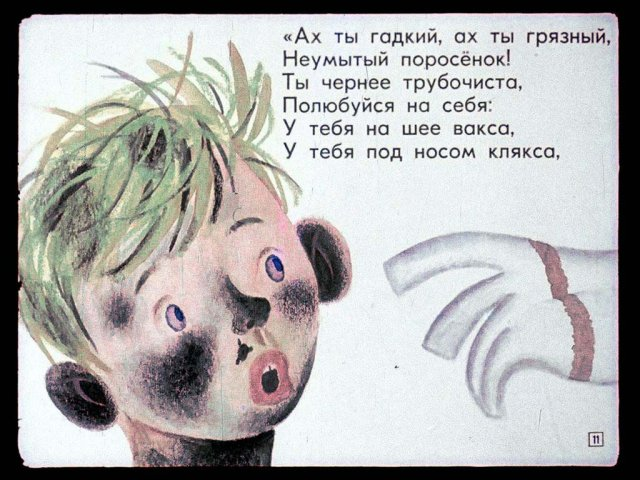 «Ах ты гадкий, ах ты грязный,
Неумытый поросёнок!
Ты чернее трубочиста,
Полюбуйся на себя:
У тебя на шее вакса,
У тебя под носом клякса,
11